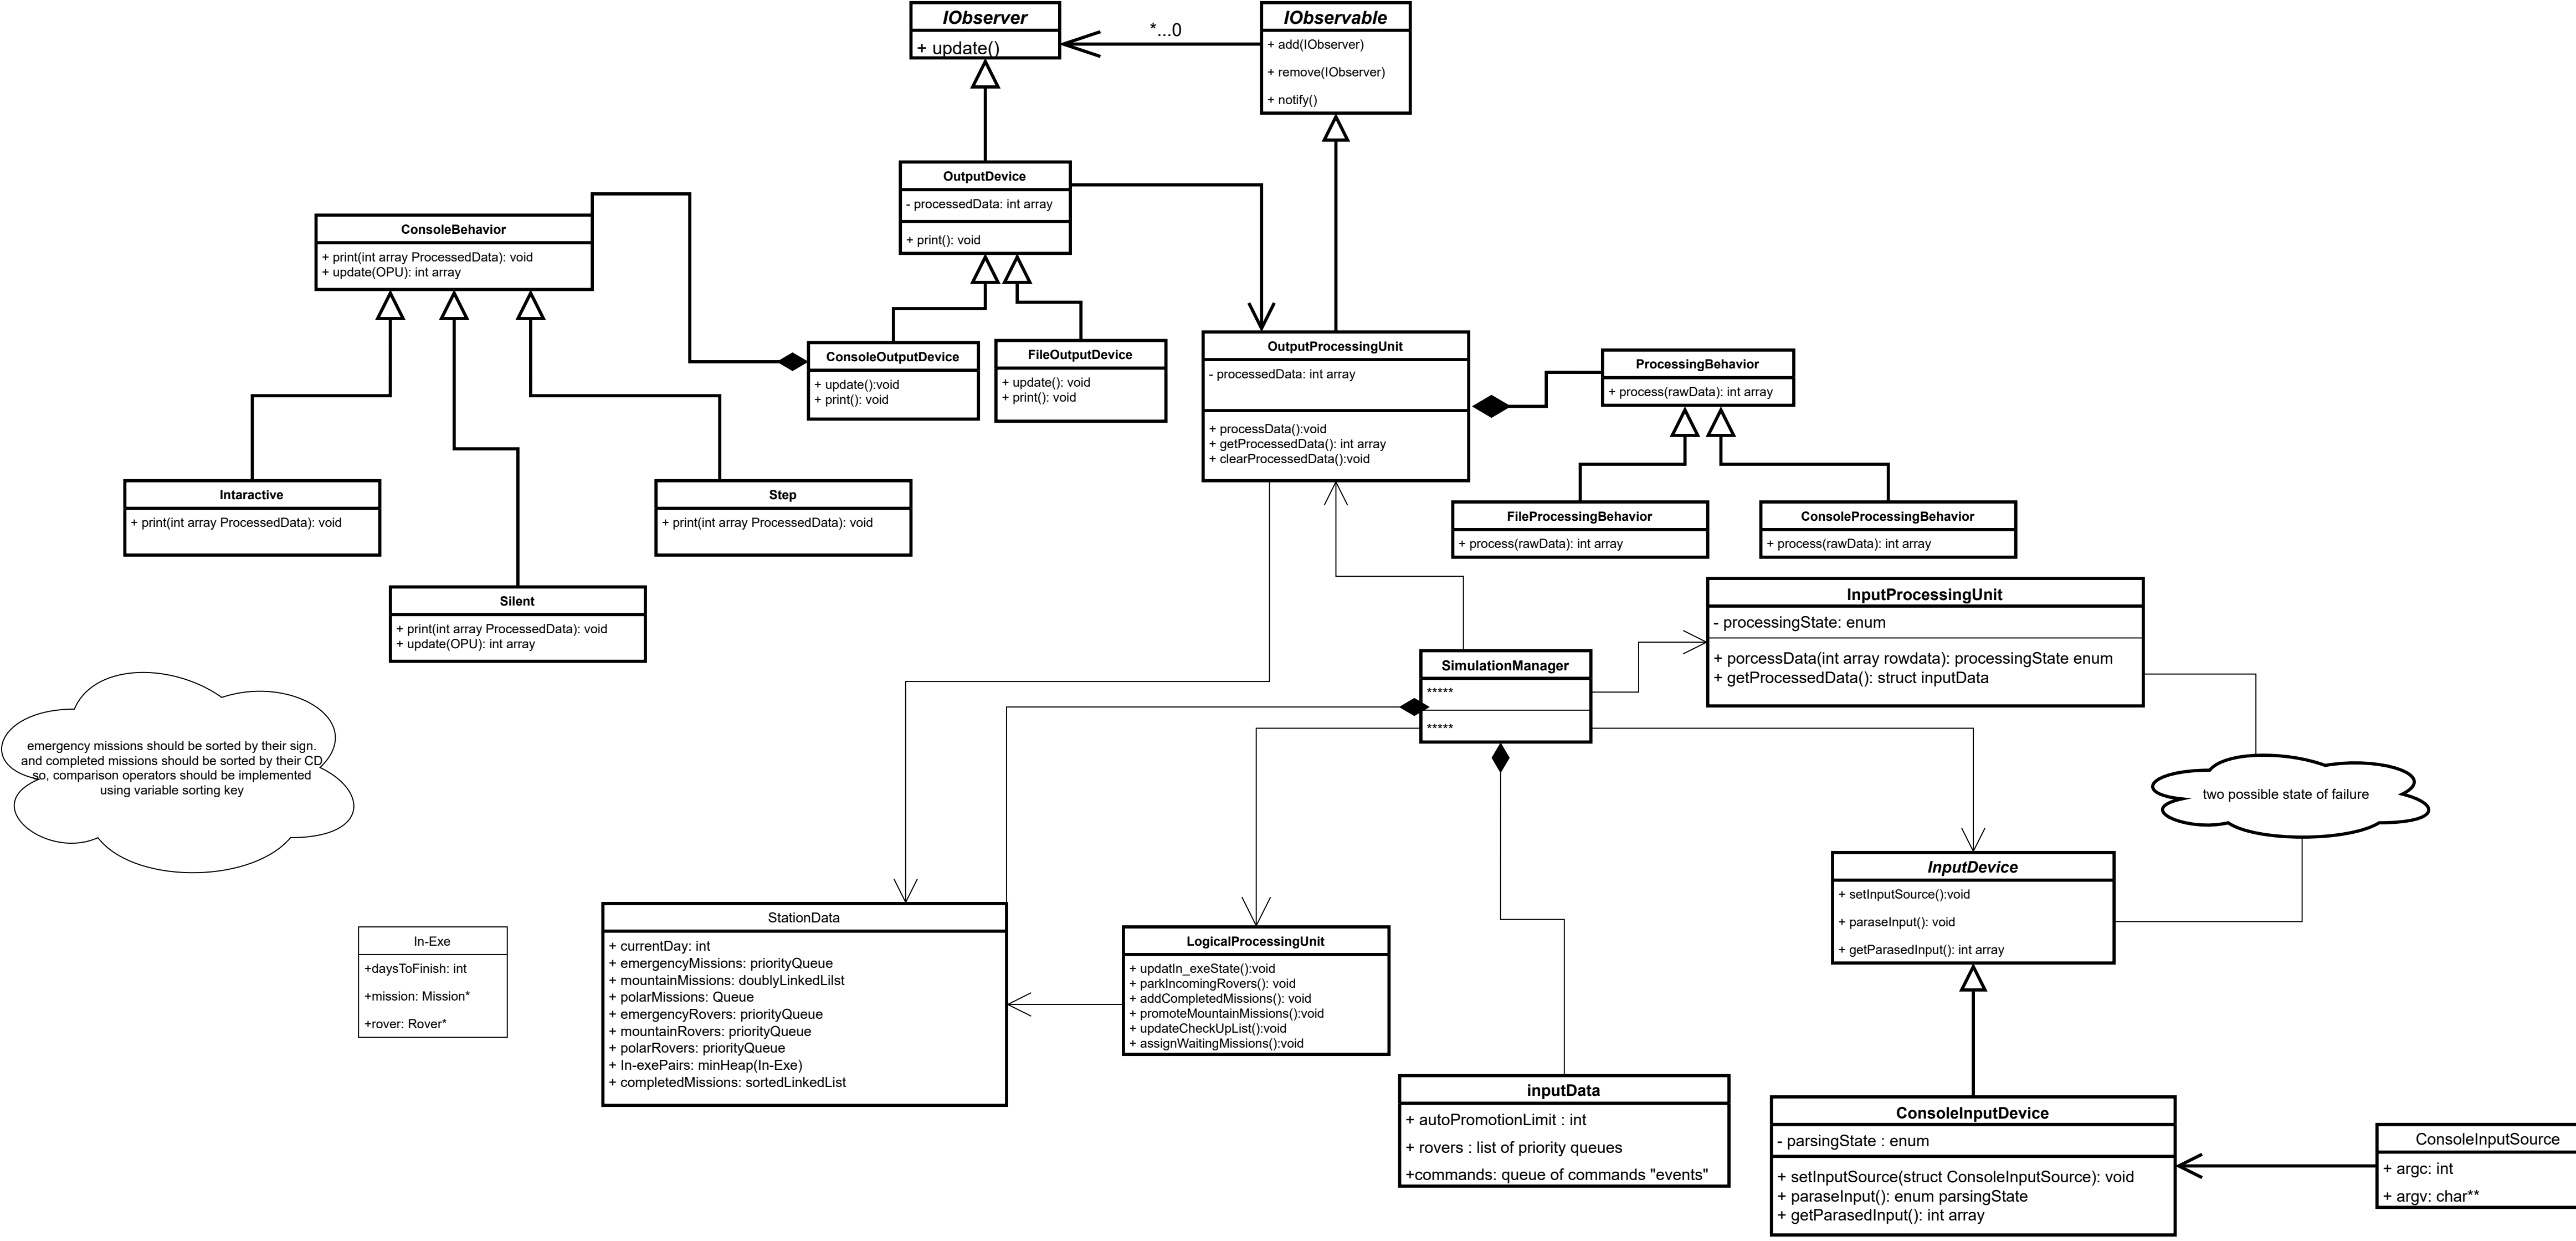 IObserver
+ update()
*...0
IObservable
+ add(IObserver)
+ remove(IObserver)
+ notify()
OutputDevice
- processedData: int array
+ print(): void
ConsoleBehavior
+ print(int array ProcessedData): void
+ update(OPU): int array
ConsoleOutputDevice
+ update():void
+ print(): void
FileOutputDevice
+ update(): void
+ print(): void
OutputProcessingUnit
- processedData: int array
+ processData():void
+ getProcessedData(): int array
+ clearProcessedData():void
ProcessingBehavior
+ process(rawData): int array
Intaractive
+ print(int array ProcessedData): void
Step
+ print(int array ProcessedData): void
FileProcessingBehavior
+ process(rawData): int array
ConsoleProcessingBehavior
+ process(rawData): int array
Silent
+ print(int array ProcessedData): void
+ update(OPU): int array
InputProcessingUnit
- processingState: enum
+ porcessData(int array rowdata): processingState enum
+ getProcessedData(): struct inputData
SimulationManager
*****
*****
emergency missions should be sorted by their sign.
and completed missions should be sorted by their CD
so, comparison operators should be implemented
using variable sorting key
two possible state of failure
InputDevice
+ setInputSource():void
+ paraseInput(): void
+ getParasedInput(): int array
StationData
+ currentDay: int
+ emergencyMissions: priorityQueue
+ mountainMissions: doublyLinkedLilst
+ polarMissions: Queue
+ emergencyRovers: priorityQueue
+ mountainRovers: priorityQueue
+ polarRovers: priorityQueue
+ In-exePairs: minHeap(In-Exe)
+ completedMissions: sortedLinkedList
In-Exe
+daysToFinish: int
+mission: Mission*
+rover: Rover*
LogicalProcessingUnit
+ updatIn_exeState():void
+ parkIncomingRovers(): void
+ addCompletedMissions(): void
+ promoteMountainMissions():void
+ updateCheckUpList():void
+ assignWaitingMissions():void
inputData
+ autoPromotionLimit : int
+ rovers : list of priority queues
+commands: queue of commands "events"
ConsoleInputDevice
- parsingState : enum
+ setInputSource(struct ConsoleInputSource): void
+ paraseInput(): enum parsingState
+ getParasedInput(): int array
ConsoleInputSource
+ argc: int
+ argv: char**